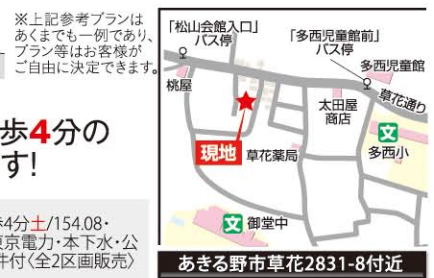 ※上記参考プランは
あくまでも一例であり、
プラン等はお客様が
ご自由に決定できます。
歩4分の
す!
歩4分土/154.08・
東京電力・本下水・公
件付〈全2区画販売〉
「松山会館入口」
バス停
「多西児童館前」
バス停
多西児童館
桃屋
草花通り
太田屋
商店
現地
草花薬局
文
多西小
文 御堂中
あきる野市草花2831-8付近